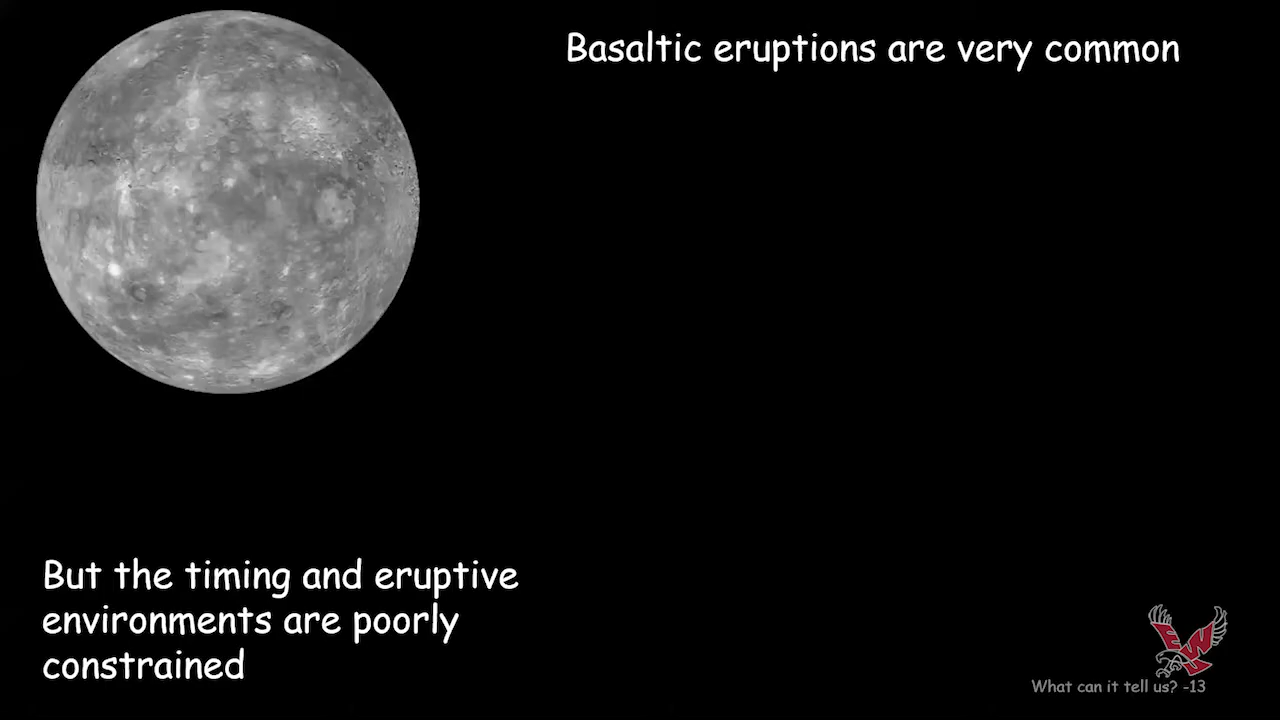 Basaltic eruptions are very common
But the timing and eruptive
environments are poorly
constrained
EW
What can it tell us? -13